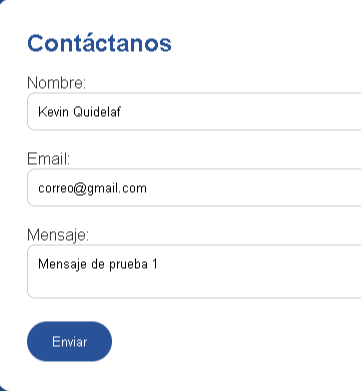 Contáctanos
Nombre:
Kevin Quidelaf
Email:
correo@gmail.com
Mensaje:
Mensaje de prueba 1
Enviar